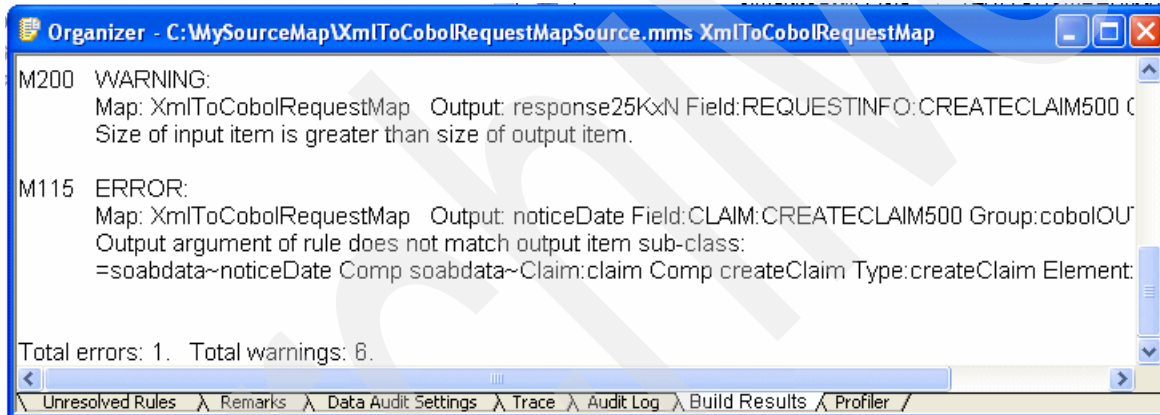 Organizer - C:\MySourceMap\XmlToCobolRequestMapSource.mms XmlToCobolRequestMap
M200 WARNING:
Map: XmlToCobolRequestMap Output: response25KxN Field:REQUESTINFO:CREATECLAIM500
Size of input item is greater than size of output item.
M115 ERROR:
Map: XmlToCobolRequestMap Output: noticeDate Field:CLAIM:CREATECLAIM500 Group:cobolOU
Output argument of rule does not match output item sub-class:
=soabdata~noticeDate Comp soabdata~Claim:claim Comp createClaim Type:createClaim Element:
Total errors: 1. Total warnings: 6.
Unresolved Rules Remarks Data Audit Settings Trace Audit Log Build Results Profiler